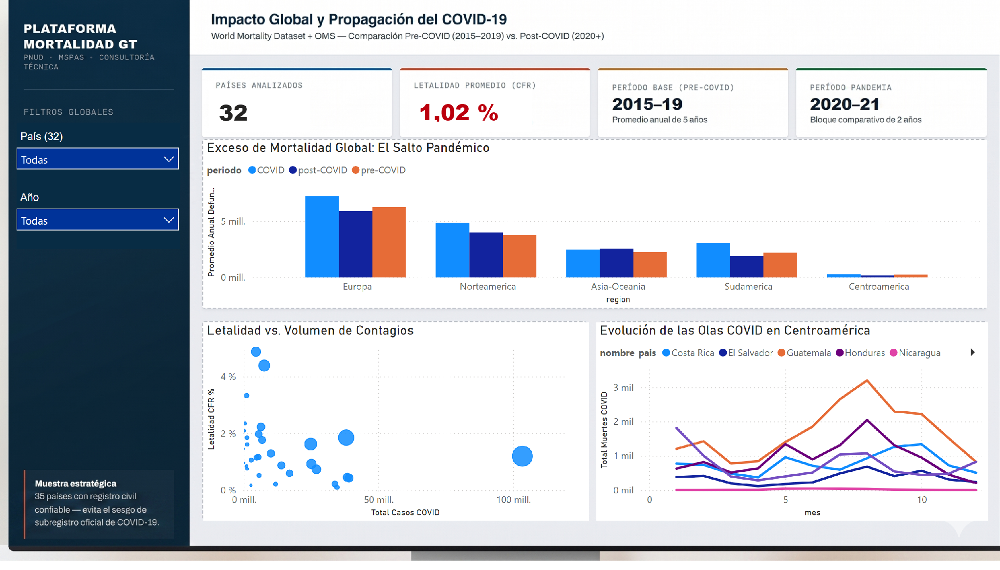 PLATAFORMA
MORTALIDAD GT
PNUD · MSPAS · CONSULTORÍA
TÉCNICA
FILTROS GLOBALES
País (32)
Todas
Año
Todas
Muestra estratégica
35 países con registro civil
confiable — evita el sesgo de
subregistro oficial de COVID-19.
Impacto Global y Propagación del COVID-19
World Mortality Dataset + OMS — Comparación Pre-COVID (2015–2019) vs. Post-COVID (2020+)
PAÍSES ANALIZADOS
32
LETALIDAD PROMEDIO (CFR)
1,02 %
PERÍODO BASE (PRE-COVID)
2015–19
Promedio anual de 5 años
PERÍODO PANDEMIA
2020–21
Bloque comparativo de 2 años
Exceso de Mortalidad Global: El Salto Pandémico
periodo COVID post-COVID pre-COVID
Promedio Anual Defun...
5 mill.
0 mill.
Europa Norteamerica Asia-Oceania Sudamerica Centroamerica
region
Letalidad vs. Volumen de Contagios
Letalidad CFR %
4 %
2 %
0 %
0 mill. 50 mill. 100 mill.
Total Casos COVID
Evolución de las Olas COVID en Centroamérica
nombre pais Costa Rica El Salvador Guatemala Honduras Nicaragua
Total Muertes COVID
3 mil
2 mil
1 mil
0 mil
0 5 10
mes